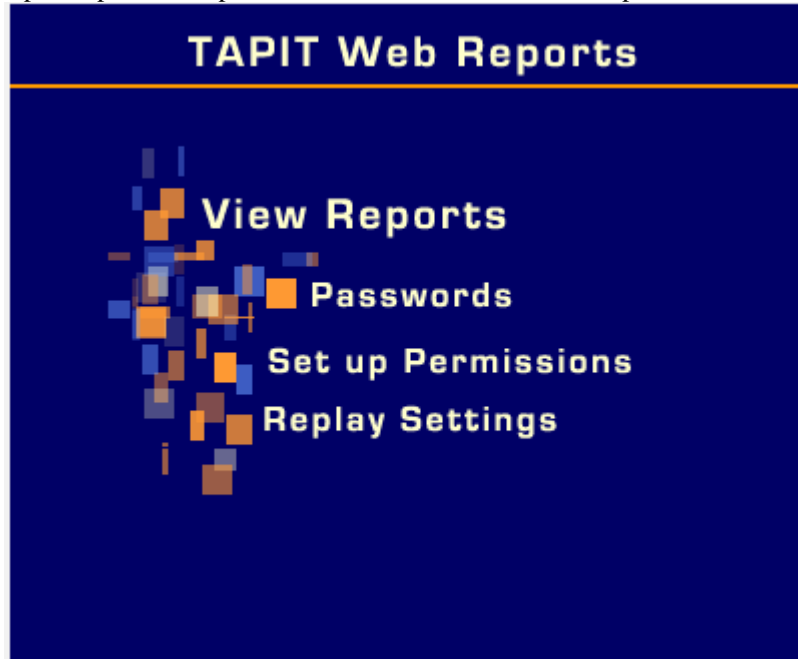 TAPIT Web Reports
View Reports
Passwords
Set up Permissions
Replay Settings